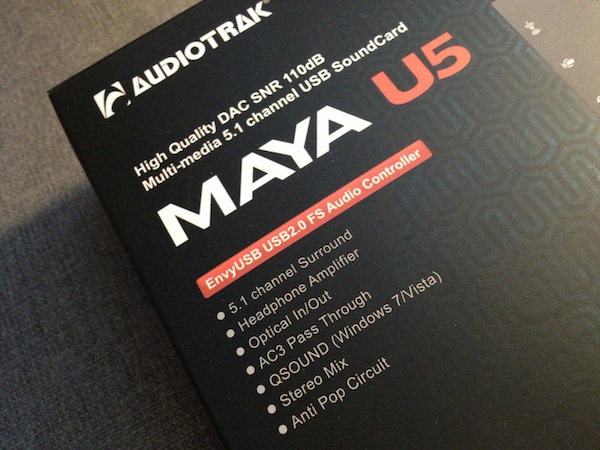 AUDIOTRAK®
High Quality DAC SNR 110dB
Multi-media 5.1 channel USB SoundCard
MAYA U5
EnvyUSB USB2.0 FS Audio Controller
● 5.1 channel Surround
● Headphone Amplifier
● Optical In/Out
● AC3 Pass Through
● QSOUND (Windows 7/Vista)
● Stereo Mix
● Anti Pop Circuit